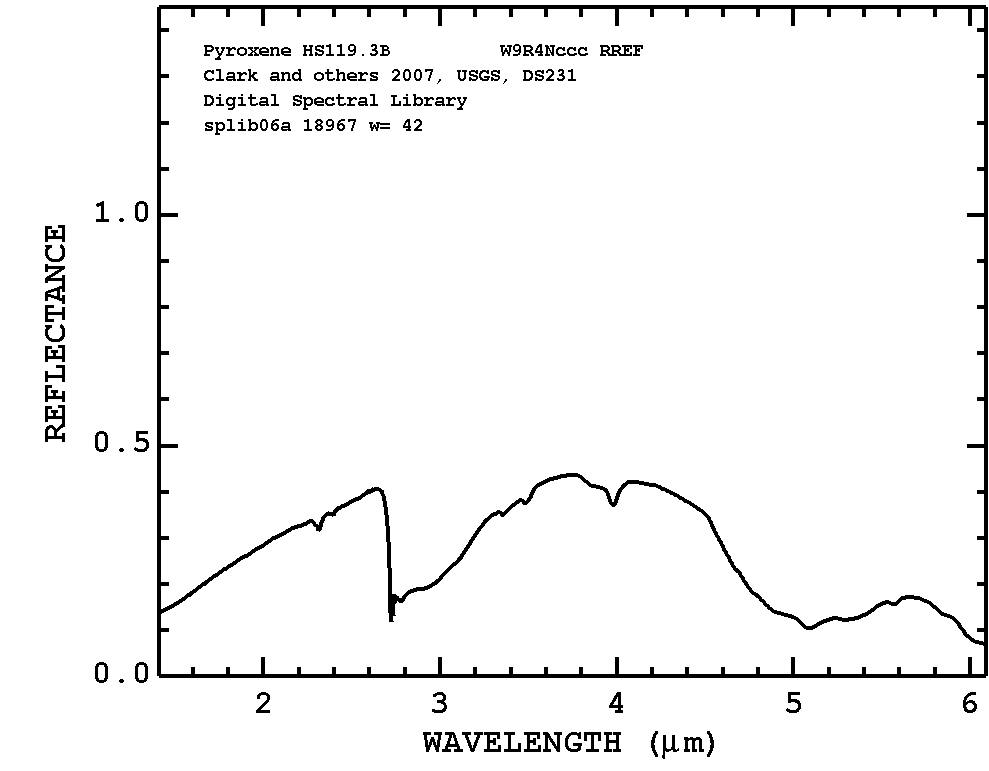 Pyroxene HS119.3B W9R4Nccc RREF
Clark and others 2007, USGS, DS231
Digital Spectral Library
splib06a 18967 w= 42
1.0
0.5
0.0
REFLECTANCE
2 3 4 5 6
WAVELENGTH (μm)